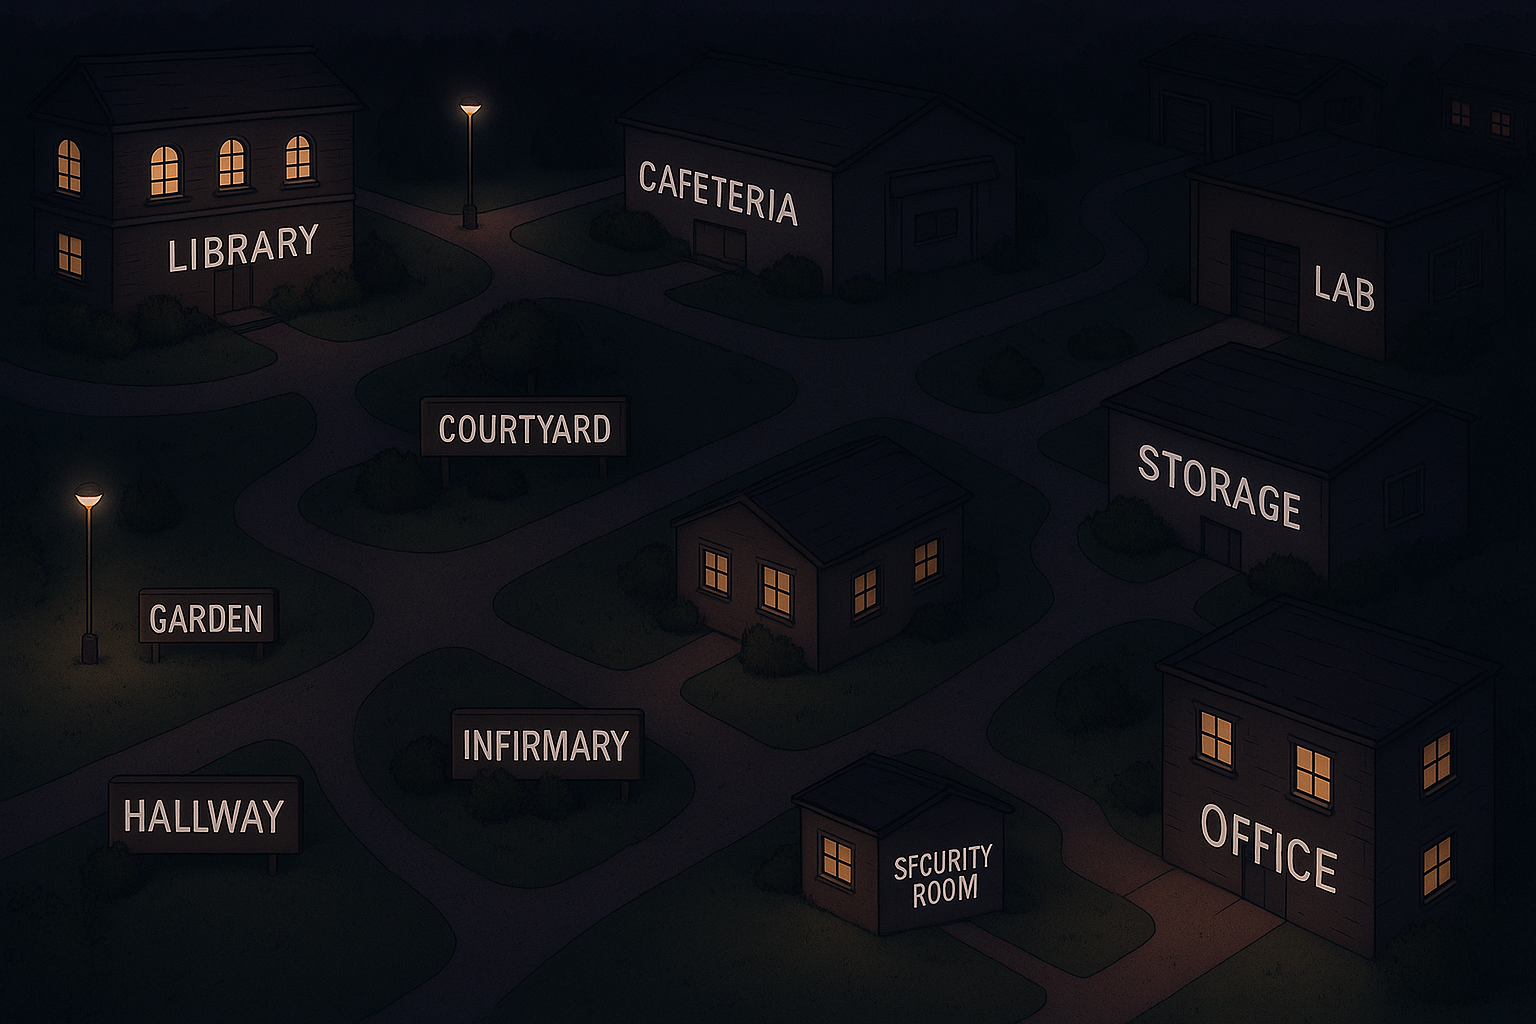 LIBRARY
CAFETERIA
LAB
COURTYARD
STORAGE
GARDEN
INFIRMARY
HALLWAY
SFCURITY
ROOM
OFFICE